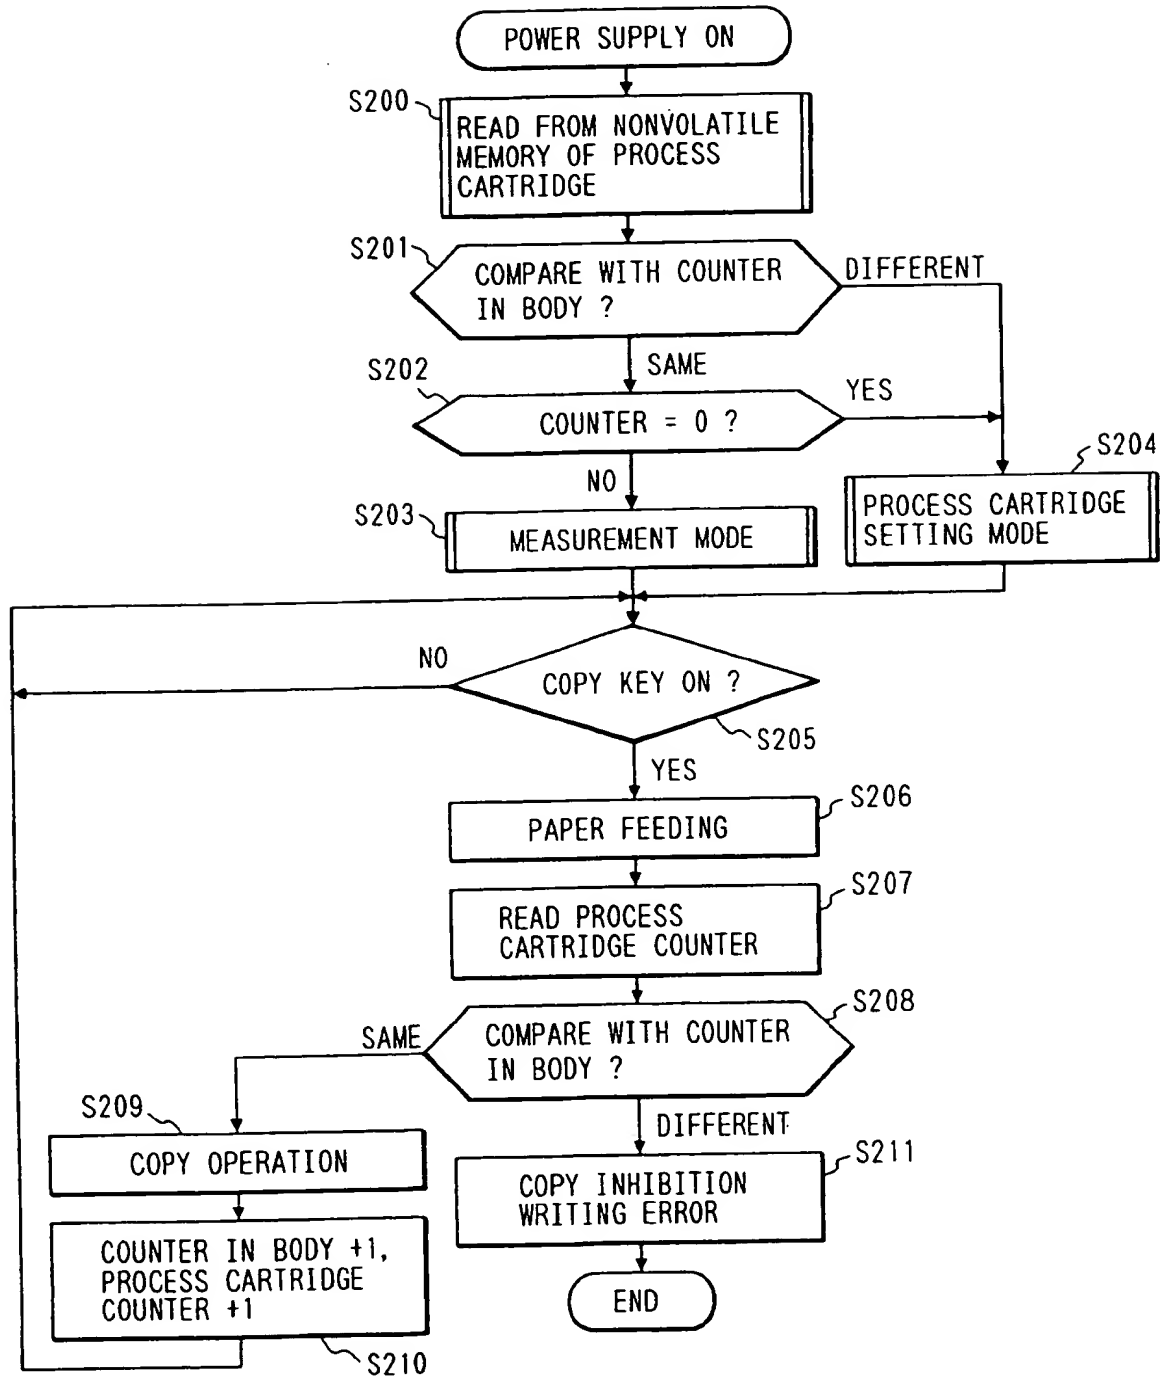 POWER SUPPLY ON
S200
READ FROM NONVOLATILE
MEMORY OF PROCESS
CARTRIDGE
S201
COMPARE WITH COUNTER
IN BODY ?
DIFFERENT
SAME
S202
COUNTER = 0 ?
YES
NO
S203
MEASUREMENT MODE
S204
PROCESS CARTRIDGE
SETTING MODE
NO
COPY KEY ON ?
S205
YES
S206
PAPER FEEDING
S207
READ PROCESS
CARTRIDGE COUNTER
S208
COMPARE WITH COUNTER
IN BODY ?
SAME
DIFFERENT
S209
COPY OPERATION
S211
COPY INHIBITION
WRITING ERROR
COUNTER IN BODY +1,
PROCESS CARTRIDGE
COUNTER +1
S210
END